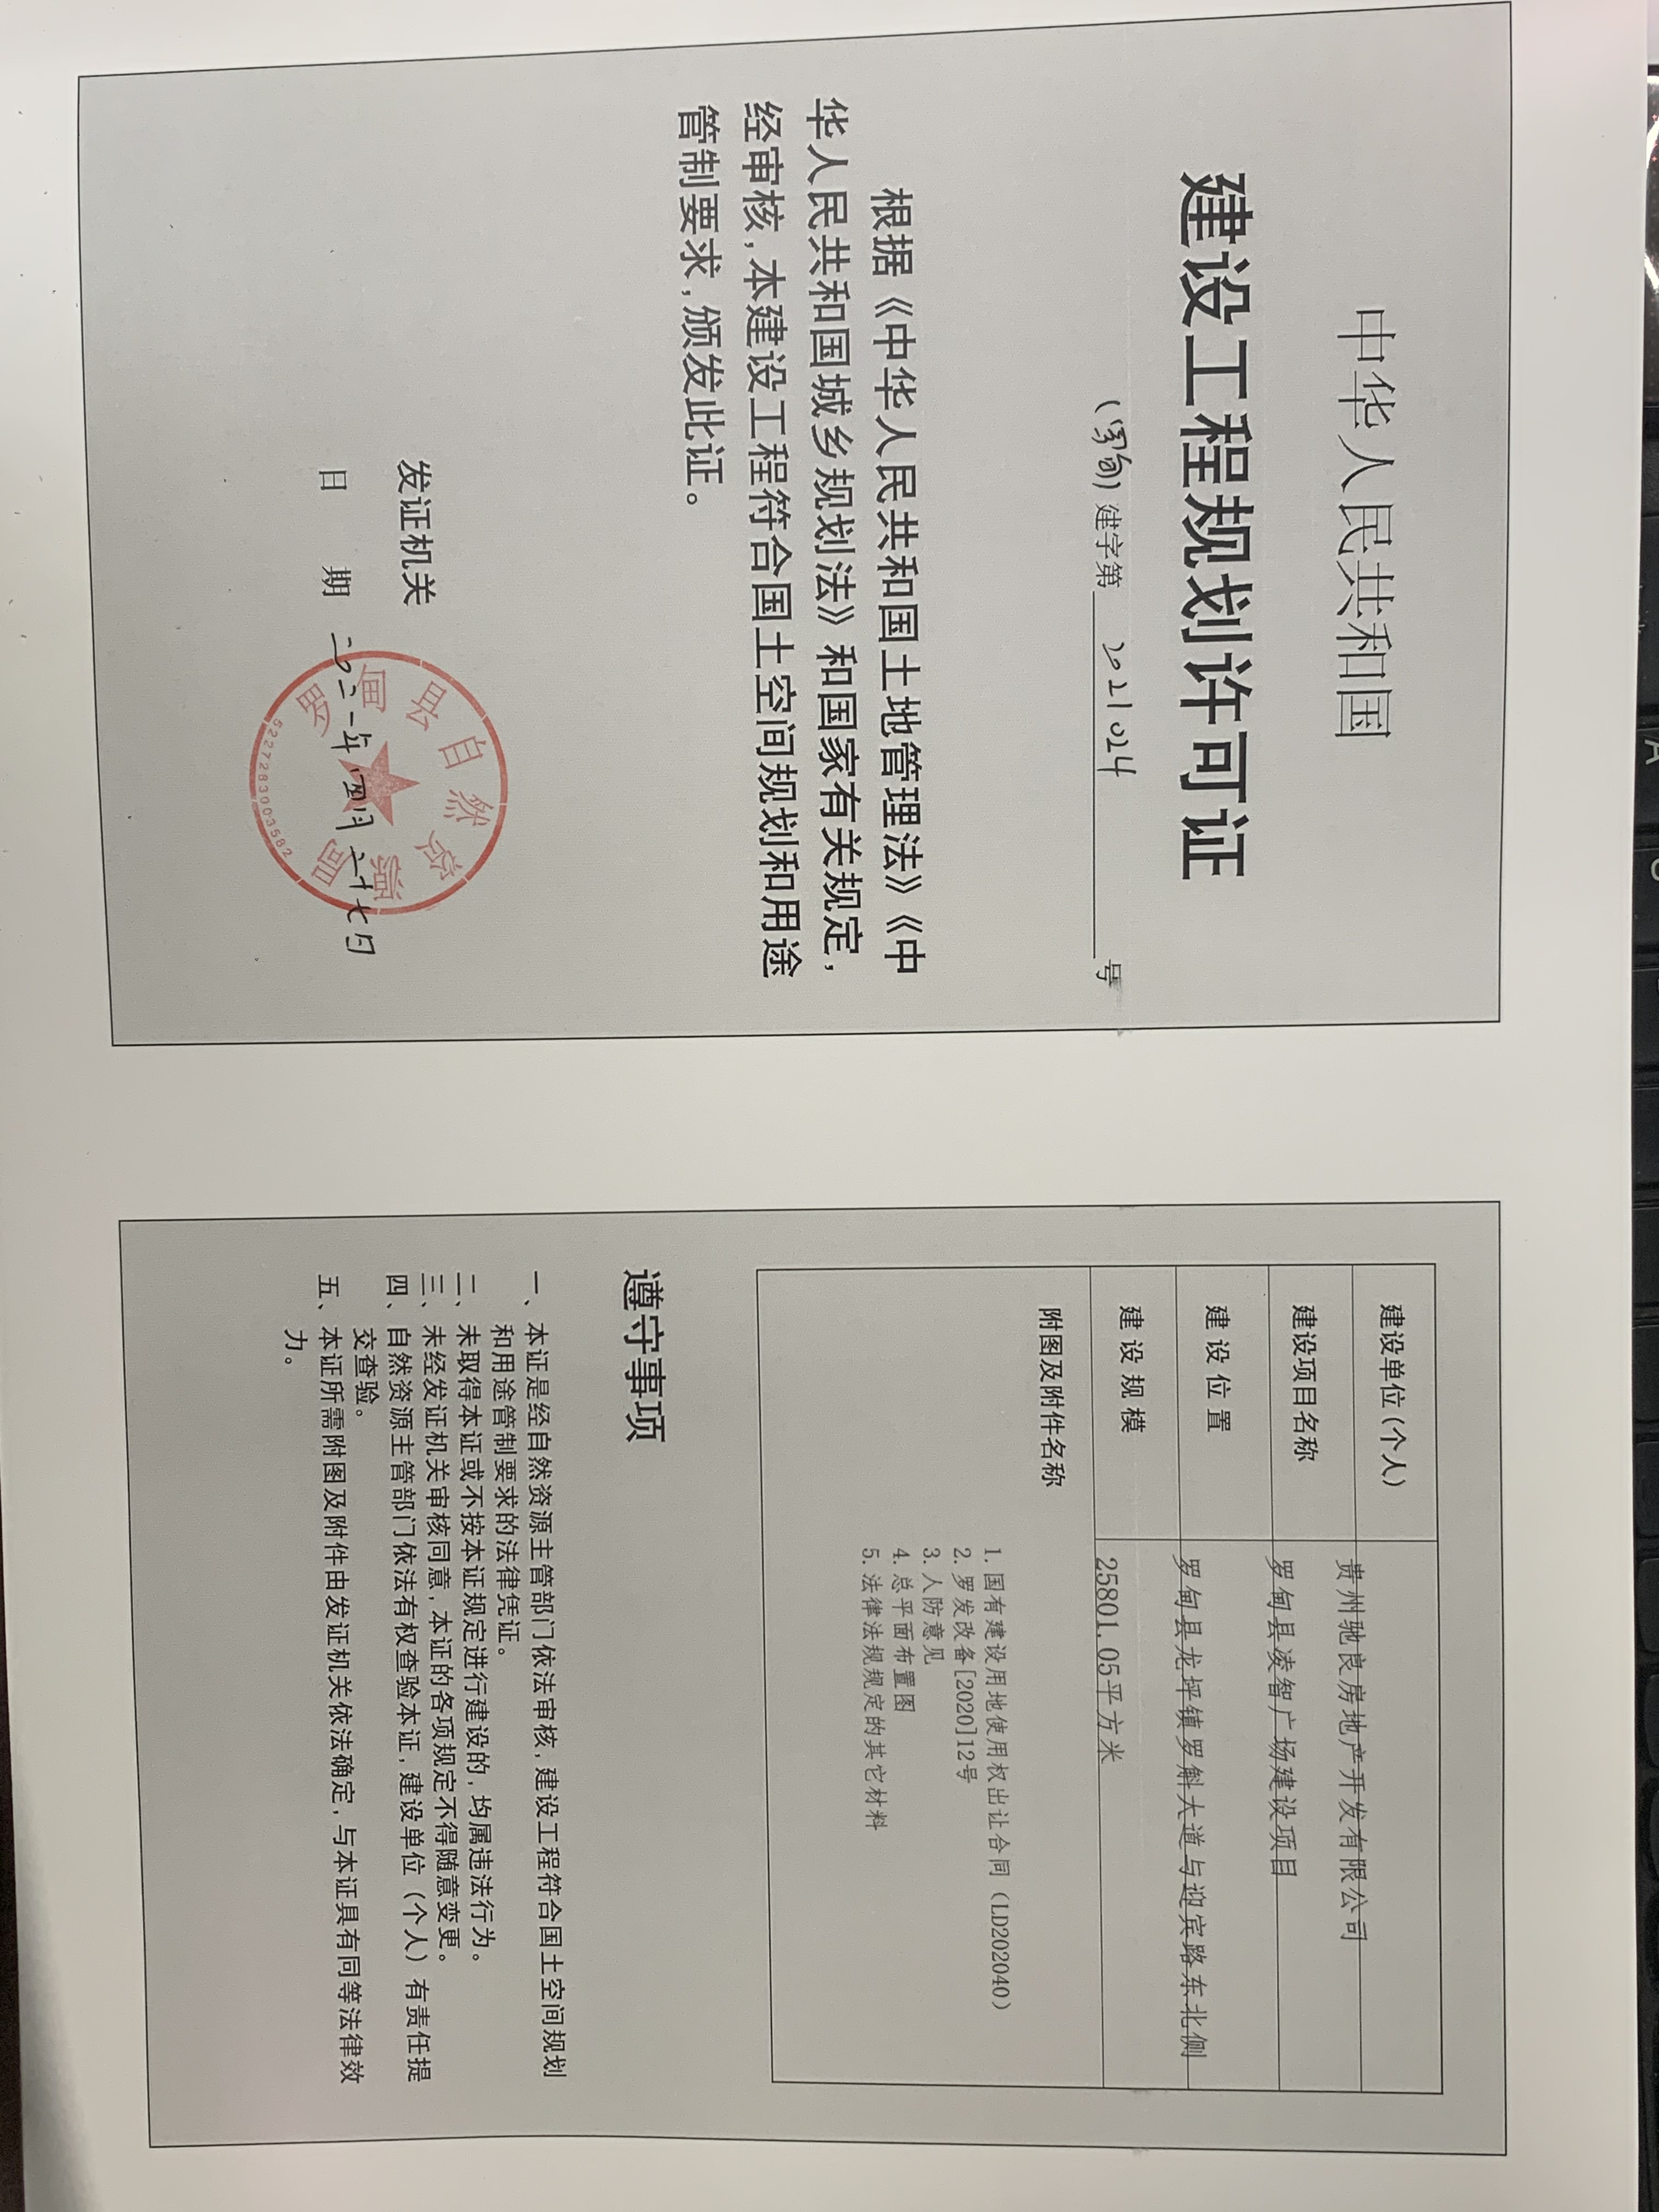 中华人民共和国
建设工程规划许可证
(罗甸)建字第 2021024 号
根据《中华人民共和国土地管理法》《中
华人民共和国城乡规划法》和国家有关规定，
经审核，本建设工程符合国土空间规划和用途
管制要求，颁发此证。
发证机关
日 期 二〇二一年四月二十七日
罗甸县自然资源局
5227283003582
建设单位(个人) 贵州驰良房地产开发有限公司
建设项目名称 罗甸县凌智广场建设项目
建设位置 罗甸县龙坪镇罗斛大道与迎宾路东北侧
建设规模 25801.05平方米
附图及附件名称
1.国有建设用地使用权出让合同（LD202040）
2.罗发改备[2020]12号
3.人防意见
4.总平面布置图
5.法律法规规定的其它材料
遵守事项
一、本证是经自然资源主管部门依法审核，建设工程符合国土空间规划
和用途管制要求的法律凭证。
二、未取得本证或不按本证规定进行建设的，均属违法行为。
三、未经发证机关审核同意，本证的各项规定不得随意变更。
四、自然资源主管部门依法有权查验本证，建设单位（个人）有责任提
交查验。
五、本证所需附图及附件由发证机关依法确定，与本证具有同等法律效
力。